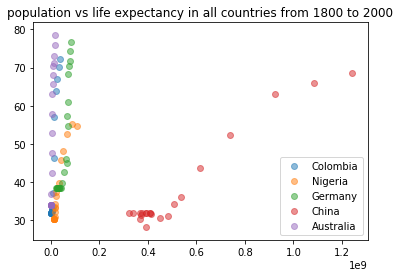 population vs life expectancy in all countries from 1800 to 2000
80
70
60
50
40
30
Colombia
Nigeria
Germany
China
Australia
0.0 0.2 0.4 0.6 0.8 1.0 1.2
1e9